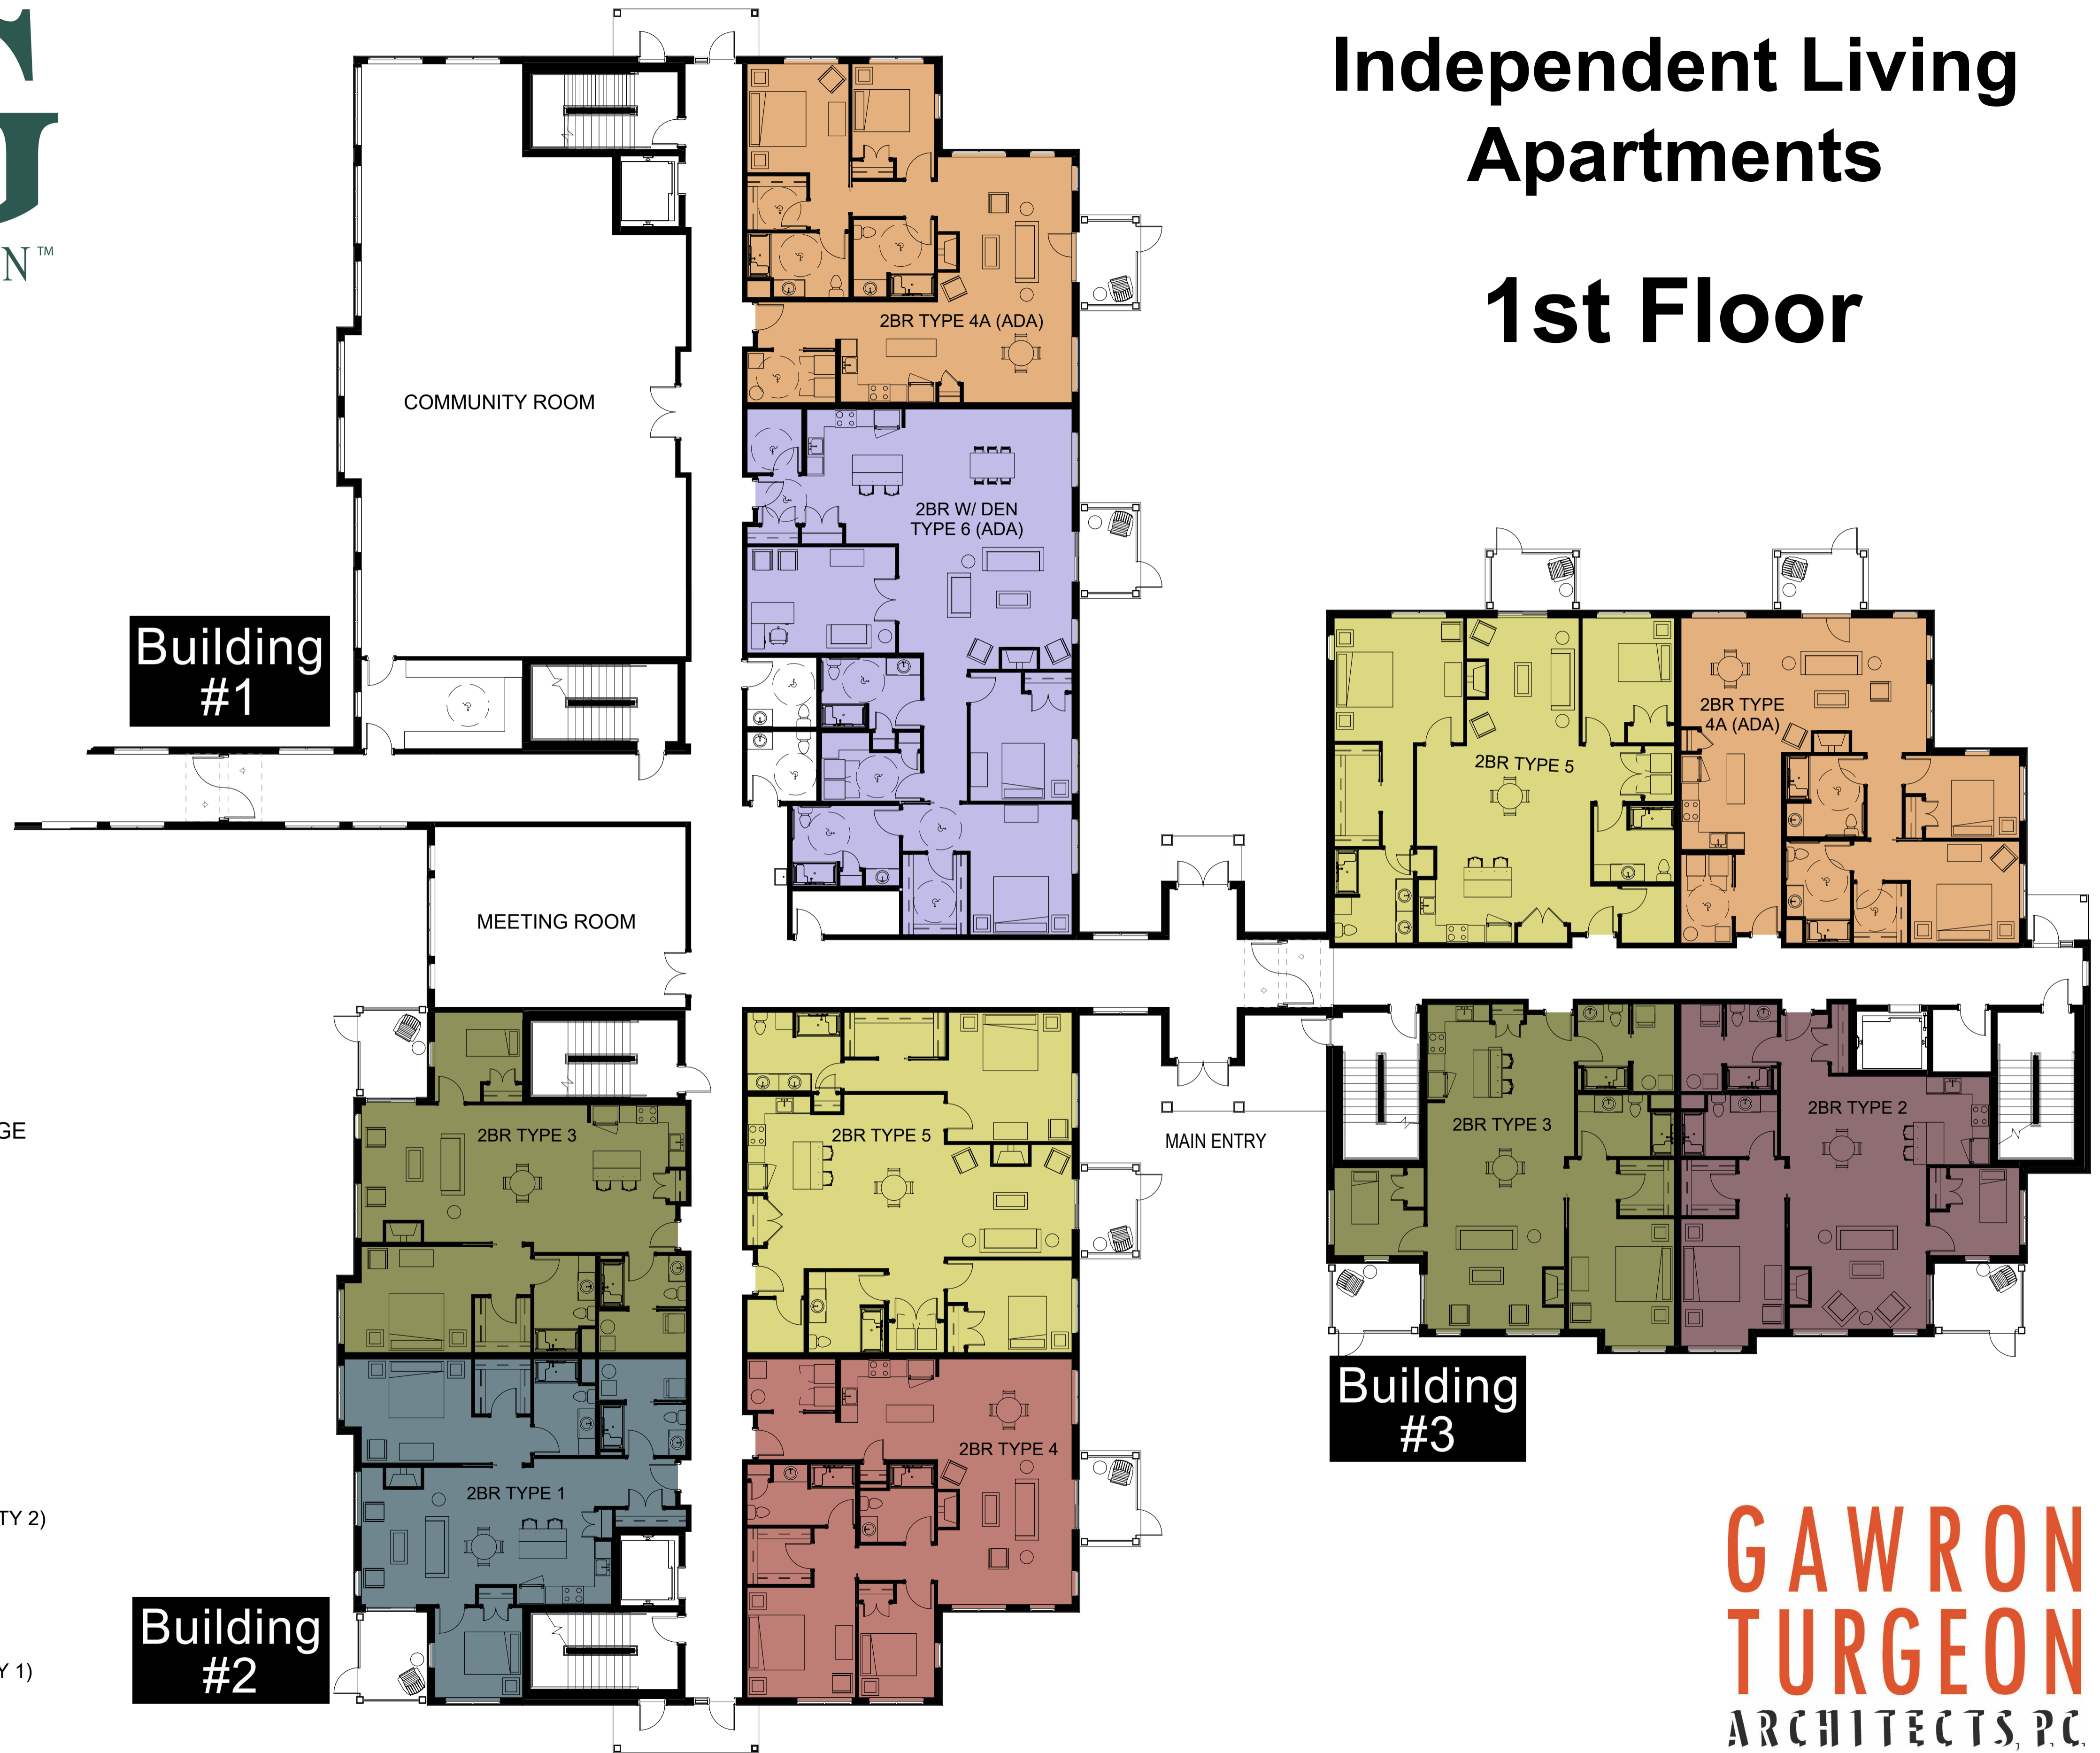 Independent Living
Apartments
1st Floor
N™
2BR TYPE 4A (ADA)
COMMUNITY ROOM
2BR W/ DEN
TYPE 6 (ADA)
Building
#1
2BR TYPE 5
2BR TYPE
4A (ADA)
MEETING ROOM
GE
2BR TYPE 3
2BR TYPE 5
MAIN ENTRY
2BR TYPE 3
2BR TYPE 2
Building
#3
2BR TYPE 4
2BR TYPE 1
TY 2)
Building
#2
Y 1)
GAWRON
TURGEON
ARCHITECTS, P.C.